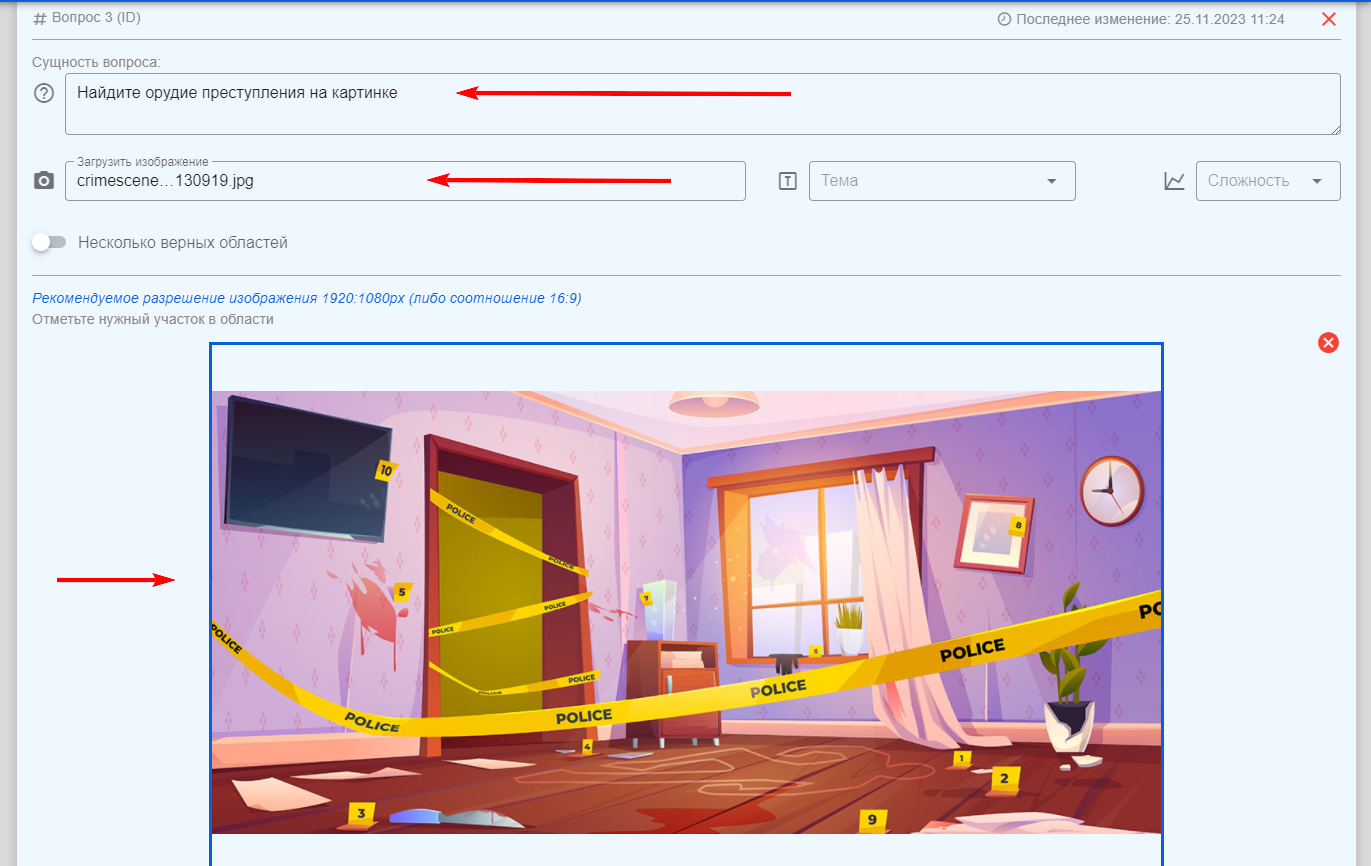 Вопрос 3 (ID)
Последнее изменение: 25.11.2023 11:24
Сущность вопроса:
Найдите орудие преступления на картинке
Загрузить изображение
crimescene…130919.jpg
Тема
Сложность
Несколько верных областей
Рекомендуемое разрешение изображения 1920:1080px (либо соотношение 16:9)
Отметьте нужный участок в области
10
POLICE
8
POLICE
5
7
POLICE
POLICE
PO
POLICE
6
POLICE
POLICE
POLICE
POLICE
POLICE
POLICE
4
1
2
3
9